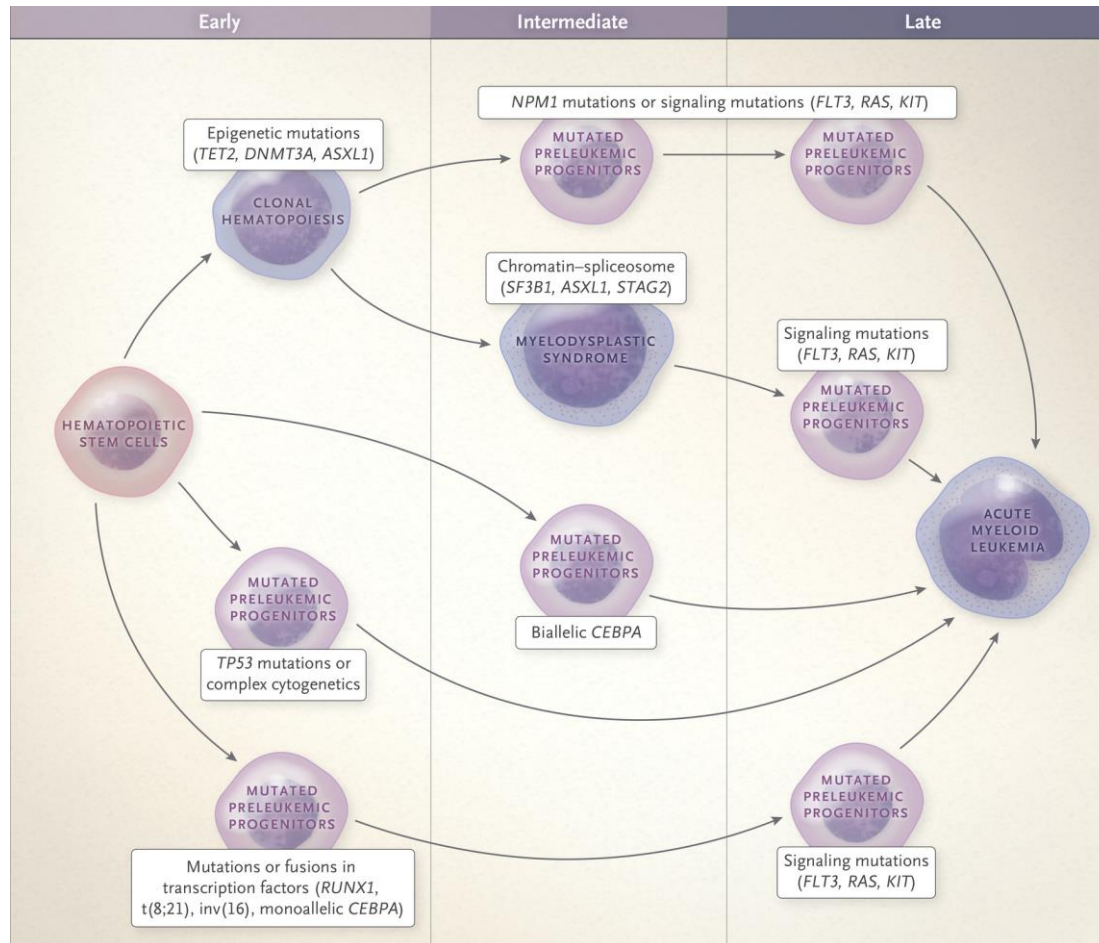 Early
Intermediate
Late
NPM1 mutations or signaling mutations (FLT3, RAS, KIT)
MUTATED
PRELEUKEMIC
PROGENITORS
MUTATED
PRELEUKEMIC
PROGENITORS
Epigenetic mutations
(TET2, DNMT3A, ASXL1)
CLONAL
HEMATOPOIESIS
Chromatin–spliceosome
(SF3B1, ASXL1, STAG2)
MYELODYSPLASTIC
SYNDROME
Signaling mutations
(FLT3, RAS, KIT)
MUTATED
PRELEUKEMIC
PROGENITORS
HEMATOPOIETIC
STEM CELLS
ACUTE
MYELOID
LEUKEMIA
MUTATED
PRELEUKEMIC
PROGENITORS
Biallelic CEBPA
MUTATED
PRELEUKEMIC
PROGENITORS
TP53 mutations or
complex cytogenetics
MUTATED
PRELEUKEMIC
PROGENITORS
Mutations or fusions in
transcription factors (RUNX1,
t(8;21), inv(16), monoallelic CEBPA)
MUTATED
PRELEUKEMIC
PROGENITORS
Signaling mutations
(FLT3, RAS, KIT)